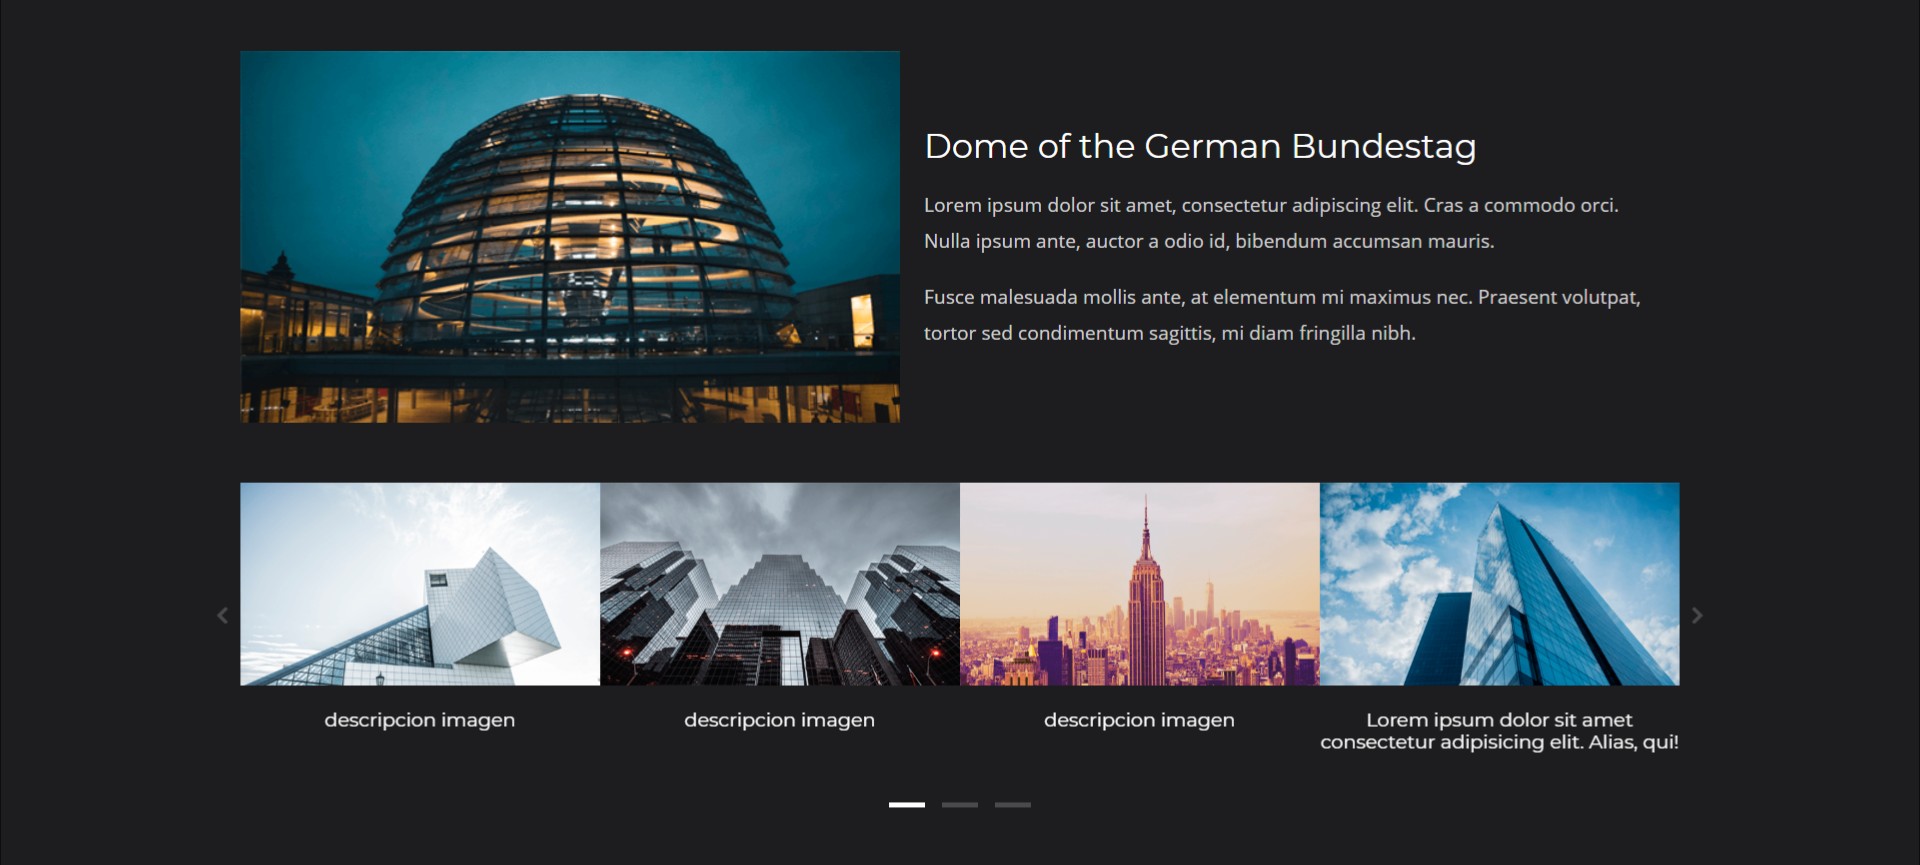 Dome of the German Bundestag
Lorem ipsum dolor sit amet, consectetur adipiscing elit. Cras a commodo orci.
Nulla ipsum ante, auctor a odio id, bibendum accumsan mauris.
Fusce malesuada mollis ante, at elementum mi maximus nec. Praesent volutpat,
tortor sed condimentum sagittis, mi diam fringilla nibh.
descripcion imagen
descripcion imagen
descripcion imagen
Lorem ipsum dolor sit amet
consectetur adipisicing elit. Alias, qui!